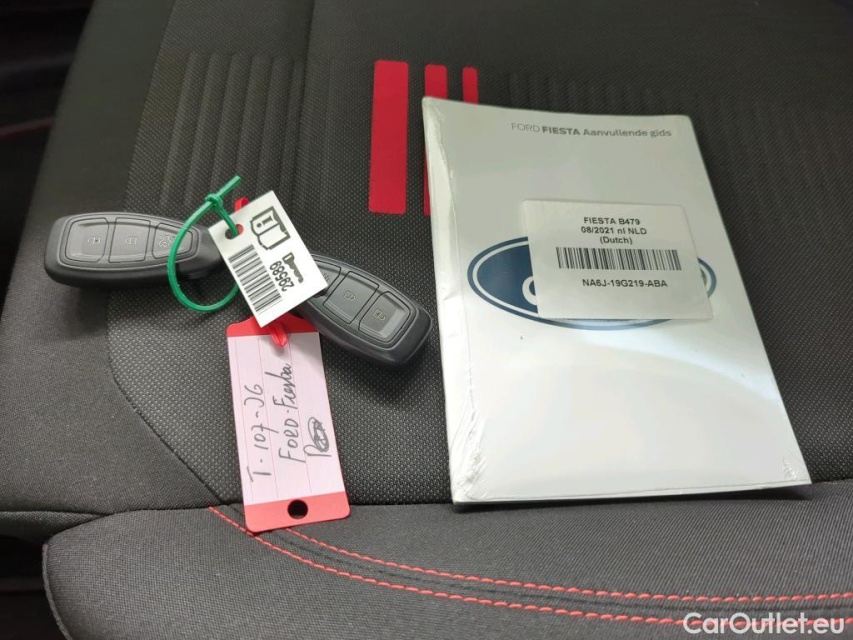 FORD FIESTA Aanvullende gids
FIESTA B479
08/2021 nl NLD
(Dutch)
NA6J-19G219-ABA
29589
T-107-JG
FORD-Fiesta
CarOutlet.eu